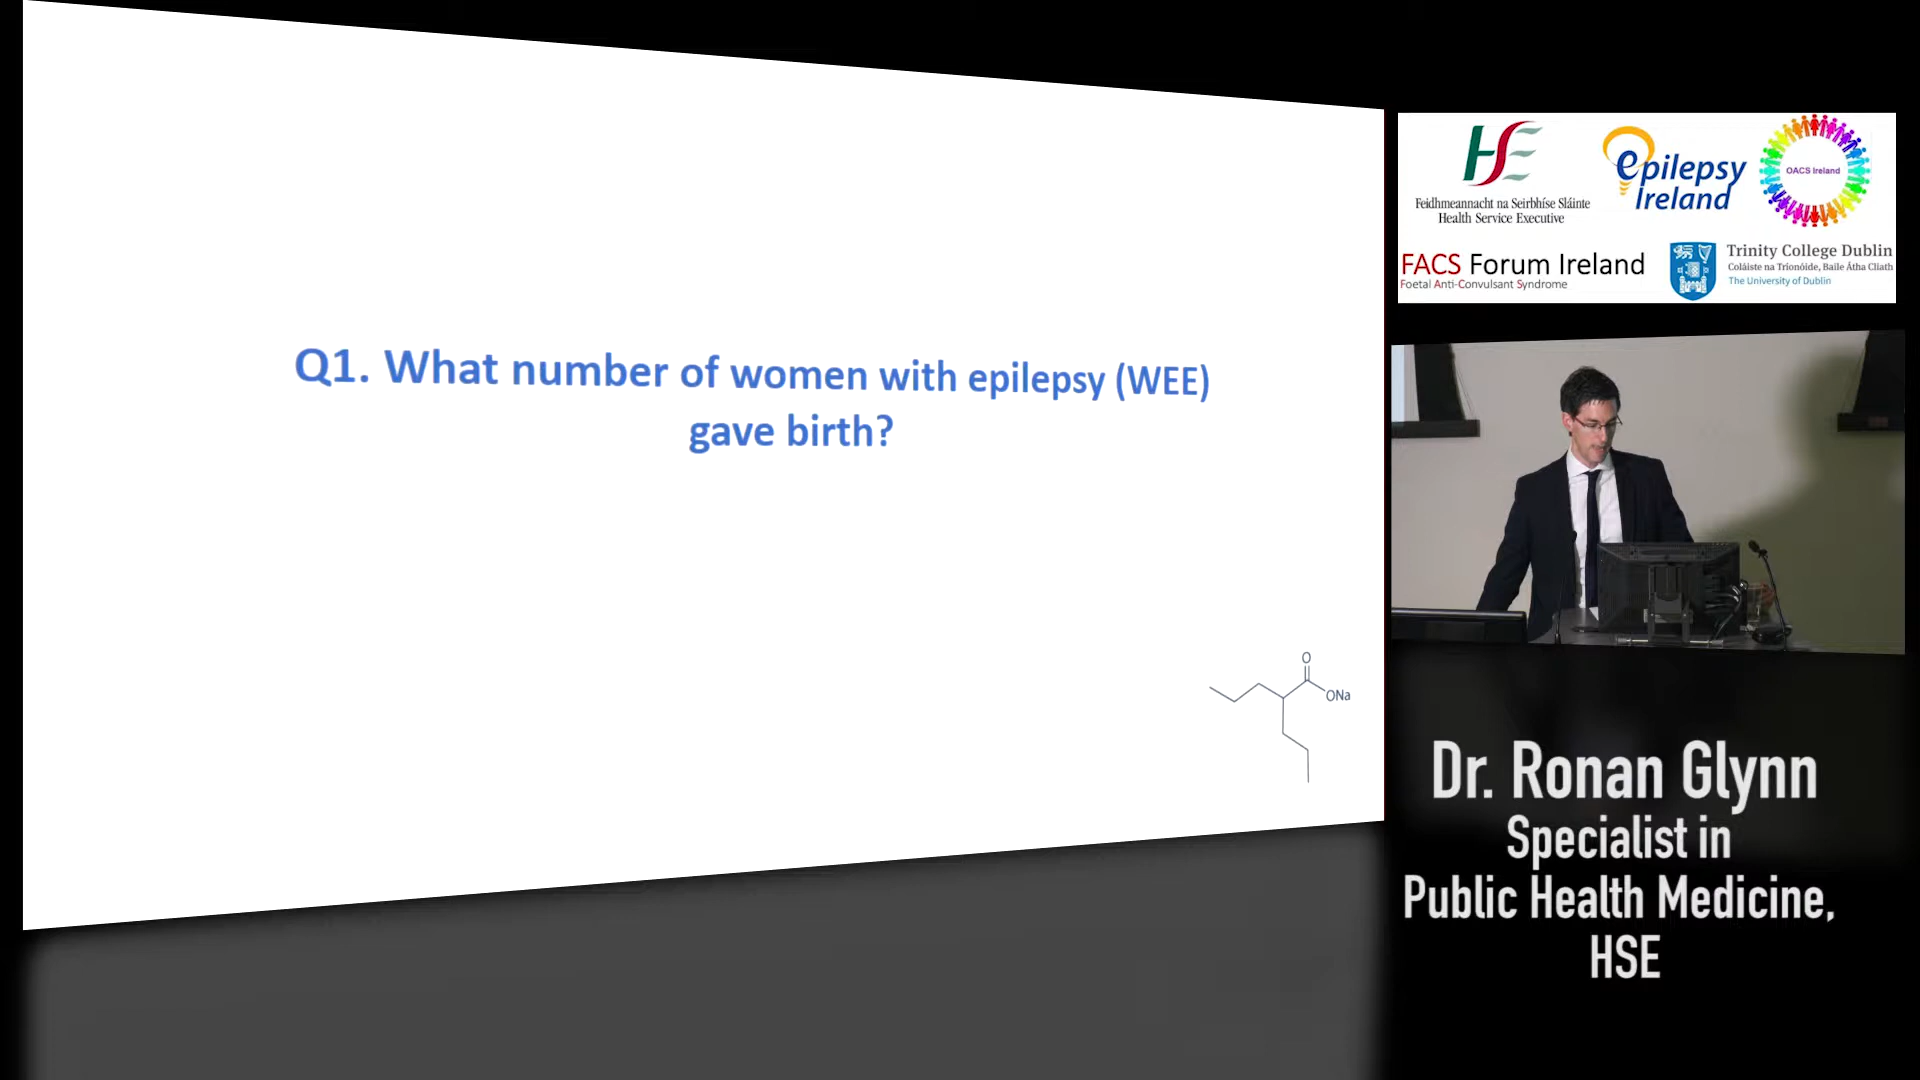 Q1. What number of women with epilepsy (WEE)
gave birth?
O
ONa
HSE
Feidhmeannacht na Seirbhíse Sláinte
Health Service Executive
epilepsy
Ireland
OACS Ireland
FACS Forum Ireland
Foetal Anti-Convulsant Syndrome
Trinity College Dublin
Coláiste na Tríonóide, Baile Átha Cliath
The University of Dublin
Dr. Ronan Glynn
Specialist in
Public Health Medicine,
HSE